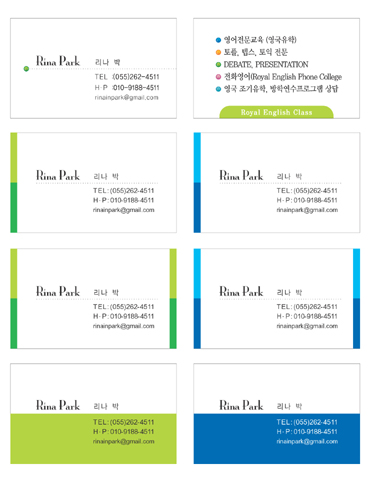 Rina Park 리나 박
TEL :(055)262-4511
H·P :010-9188-4511
rinainpark@gmail.com
영어전문교육 (영국유학)
토플, 텝스, 토익 전문
DEBATE, PRESENTATION
전화영어(Royal English Phone College
영국 조기유학, 방학연수프로그램 상담
Royal English Class
Rina Park 리나 박
TEL:(055)262-4511
H·P:010-9188-4511
rinainpark@gmail.com
Rina Park 리나 박
TEL:(055)262-4511
H·P:010-9188-4511
rinainpark@gmail.com
Rina Park 리나 박
TEL:(055)262-4511
H·P:010-9188-4511
rinainpark@gmail.com
Rina Park 리나 박
TEL:(055)262-4511
H·P:010-9188-4511
rinainpark@gmail.com
Rina Park 리나 박
TEL:(055)262-4511
H·P:010-9188-4511
rinainpark@gmail.com
Rina Park 리나 박
TEL:(055)262-4511
H·P:010-9188-4511
rinainpark@gmail.com